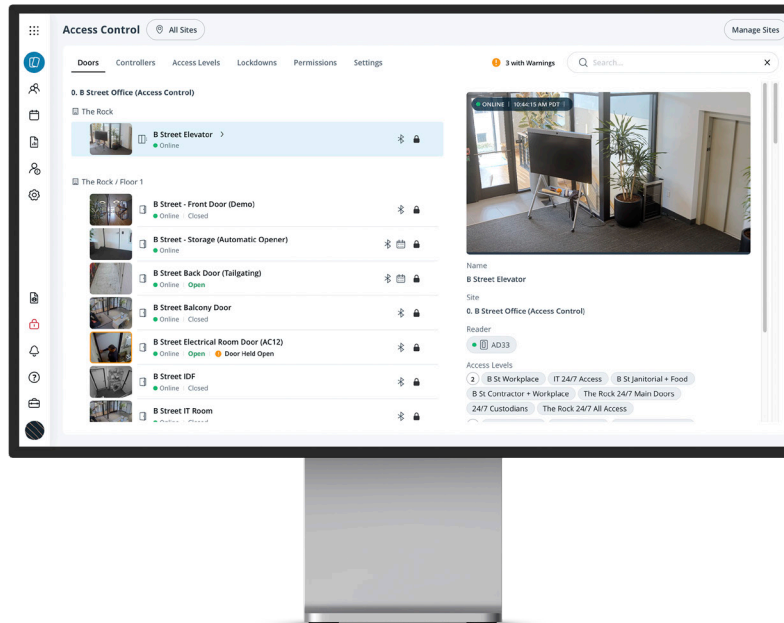 Access Control
All Sites
Manage Sites
Doors Controllers Access Levels Lockdowns Permissions Settings
3 with Warnings
Search...
0. B Street Office (Access Control)
The Rock
B Street Elevator
Online
The Rock / Floor 1
B Street - Front Door (Demo)
Online Closed
B Street - Storage (Automatic Opener)
Online
B Street Back Door (Tailgating)
Online Open
B Street Balcony Door
Online Closed
B Street Electrical Room Door (AC12)
Online Open Door Held Open
B Street IDF
Online Closed
B Street IT Room
Online Closed
ONLINE 10:44:15 AM PDT
Name
B Street Elevator
Site
0. B Street Office (Access Control)
Reader
AD33
Access Levels
2 B St Workplace IT 24/7 Access B St Janitorial + Food
B St Contractor + Workplace The Rock 24/7 Main Doors
24/7 Custodians The Rock 24/7 All Access